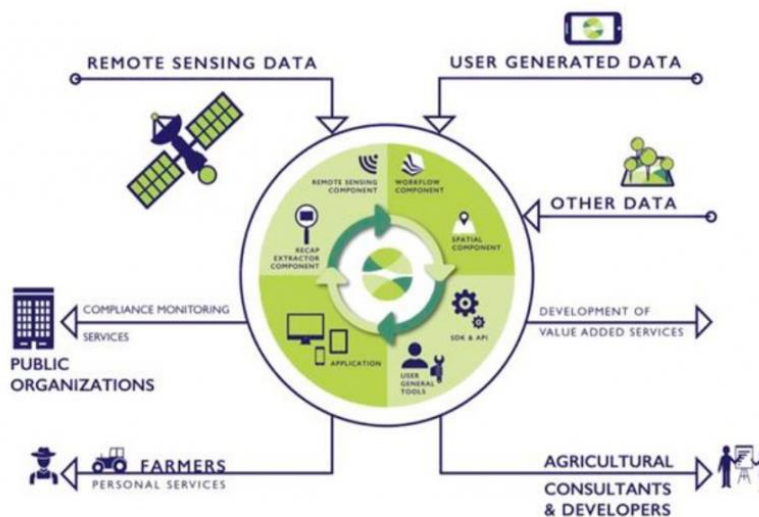 REMOTE SENSING DATA
USER GENERATED DATA
OTHER DATA
REMOTE SENSING
COMPONENT
WORKFLOW
COMPONENT
RECAP
EXTRACTOR
COMPONENT
SPATIAL
COMPONENT
APPLICATION
SDK & API
USER
GENERAL
TOOLS
COMPLIANCE MONITORING
SERVICES
PUBLIC
ORGANIZATIONS
DEVELOPMENT OF
VALUE ADDED SERVICES
FARMERS
PERSONAL SERVICES
AGRICULTURAL
CONSULTANTS
& DEVELOPERS